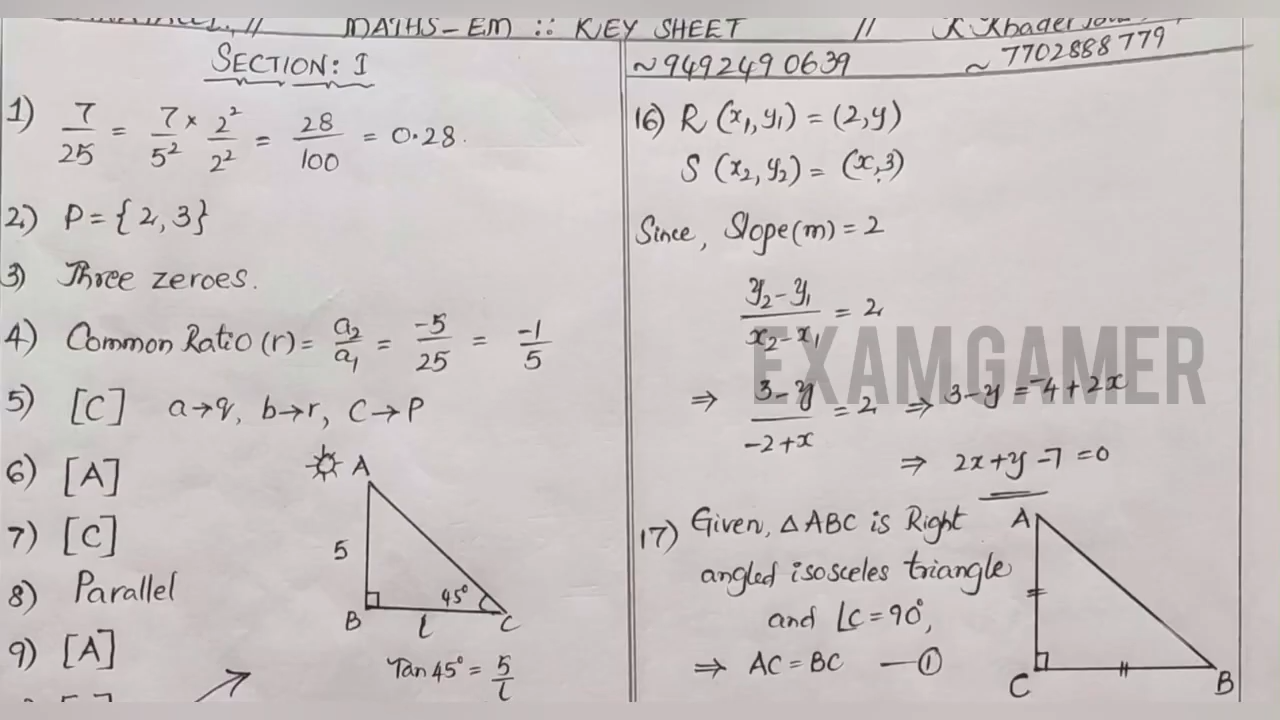 MATHS-EM :: KEY SHEET //
SECTION: I
1) 7/25 = 7/5² × 2²/2² = 28/100 = 0.28.
2) P = {2, 3}
3) Three zeroes.
4) Common Ratio (r) = a₂/a₁ = -5/25 = -1/5
5) [C] a→q, b→r, c→P
6) [A]
7) [C]
8) Parallel
9) [A]
A
5
45°
B
l
C
Tan 45° = 5/l
~9492490639
~7702888779
16) R (x₁, y₁) = (2, y)
S (x₂, y₂) = (x, 3)
Since, Slope(m) = 2
y₂-y₁/x₂-x₁ = 2
⇒ 3-y/-2+x = 2 ⇒ 3-y = -4+2x
⇒ 2x+y-7=0
EXAMGAMER
17) Given, △ABC is Right
angled isosceles triangle
and ∠C = 90°,
⇒ AC = BC —①
A
C
B